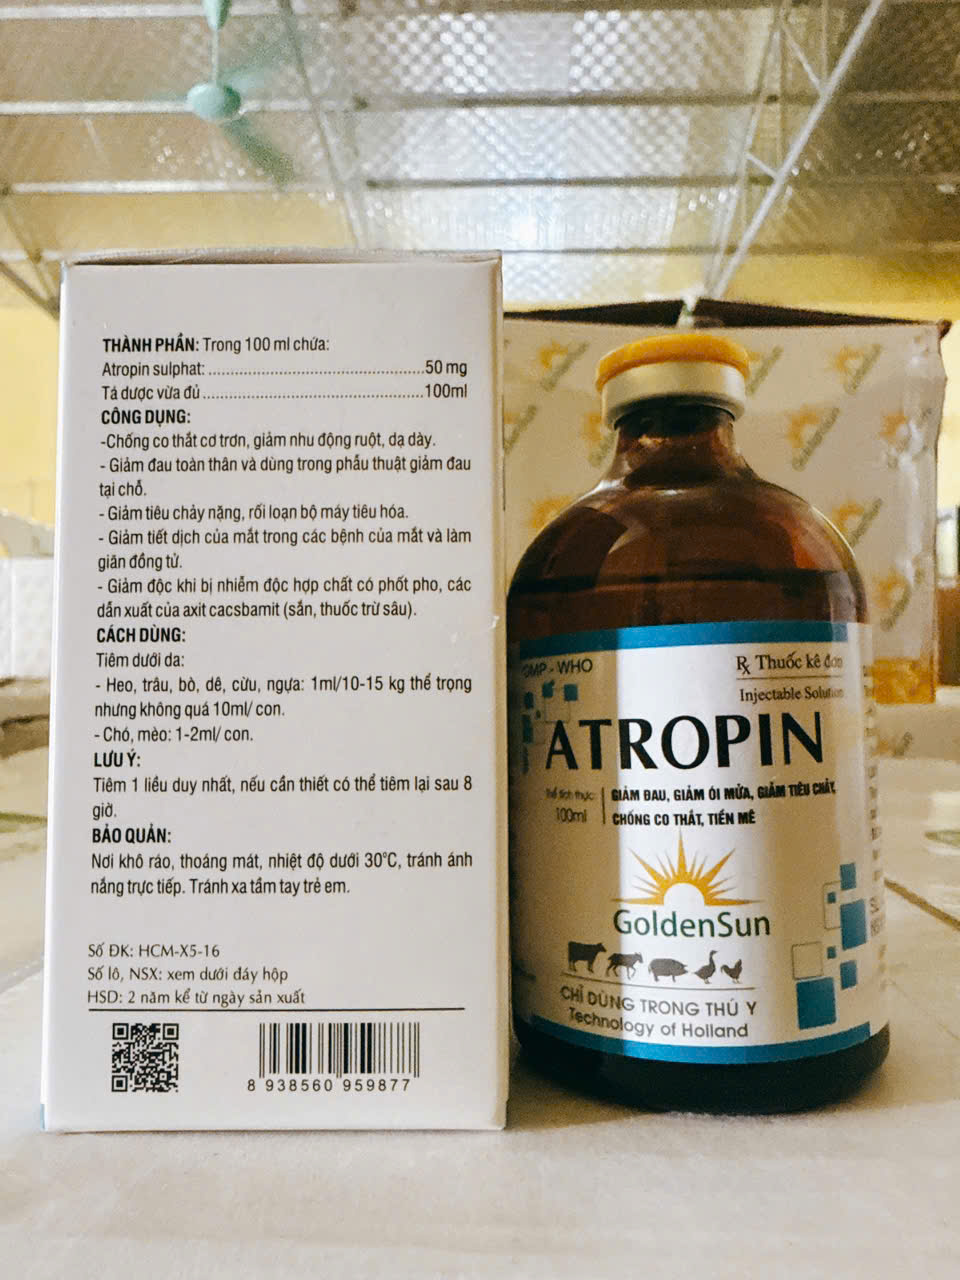 THÀNH PHẦN: Trong 100 ml chứa:
Atropin sulphat:................................................50 mg
Tá dược vừa đủ.................................................100ml
CÔNG DỤNG:
-Chống co thắt cơ trơn, giảm nhu động ruột, dạ dày.
- Giảm đau toàn thân và dùng trong phẫu thuật giảm đau
tại chỗ.
- Giảm tiêu chảy nặng, rối loạn bộ máy tiêu hóa.
- Giảm tiết dịch của mắt trong các bệnh của mắt và làm
giãn đồng tử.
- Giảm độc khi bị nhiễm độc hợp chất có phốt pho, các
dẫn xuất của axit cacsbamit (sắn, thuốc trừ sâu).
CÁCH DÙNG:
Tiêm dưới da:
- Heo, trâu, bò, dê, cừu, ngựa: 1ml/10-15 kg thể trọng
nhưng không quá 10ml/ con.
- Chó, mèo: 1-2ml/ con.
LƯU Ý:
Tiêm 1 liều duy nhất, nếu cần thiết có thể tiêm lại sau 8
giờ.
BẢO QUẢN:
Nơi khô ráo, thoáng mát, nhiệt độ dưới 30°C, tránh ánh
nắng trực tiếp. Tránh xa tầm tay trẻ em.
Số ĐK: HCM-X5-16
Số lô, NSX: xem dưới đáy hộp
HSD: 2 năm kể từ ngày sản xuất
8 938560 959877
GMP - WHO
Rx Thuốc kê đơn
Injectable Solution
ATROPIN
Thể tích thực:
100ml
GIẢM ĐAU, GIẢM ÓI MỬA, GIẢM TIÊU CHẢY,
CHỐNG CO THẮT, TIỀN MÊ
GoldenSun
CHỈ DÙNG TRONG THÚ Y
Technology of Holland
GoldenSun
GoldenSun
GoldenSun
GoldenSun